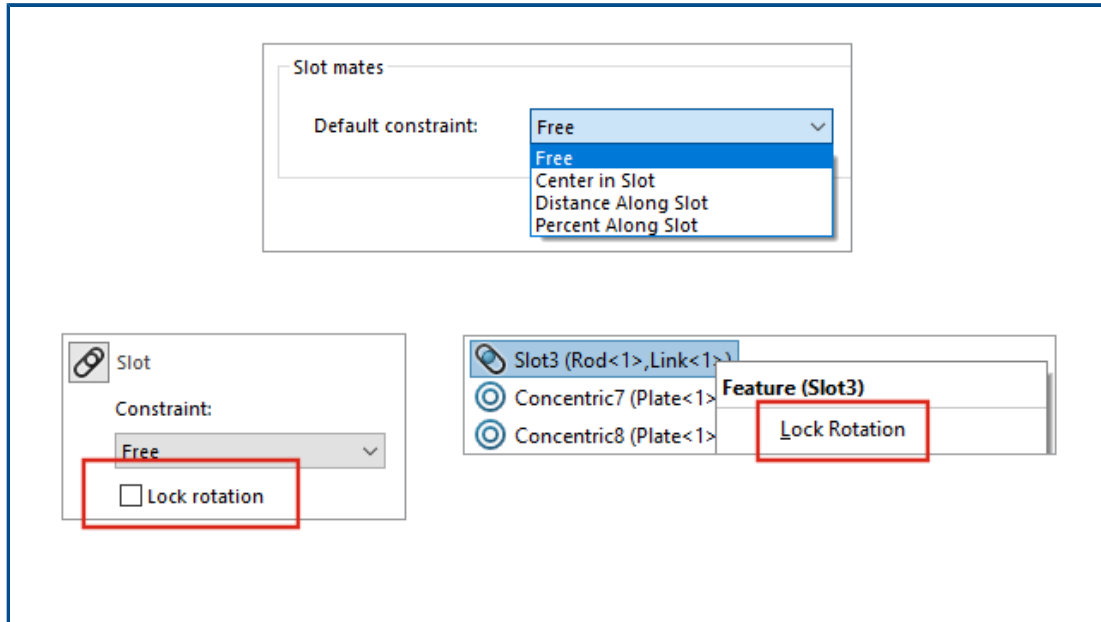 Slot mates
Default constraint: Free
Free
Center in Slot
Distance Along Slot
Percent Along Slot
Slot
Constraint:
Free
Lock rotation
Slot3 (Rod<1>,Link<1>)
Concentric7 (Plate<1>
Concentric8 (Plate<1>
Feature (Slot3)
Lock Rotation